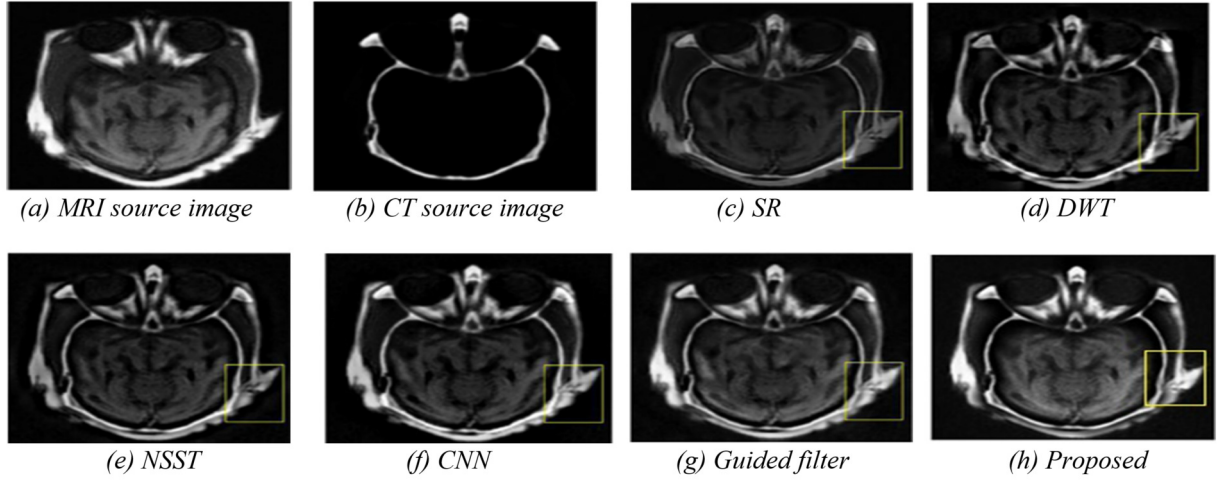 (a) MRI source image
(b) CT source image
(c) SR
(d) DWT
(e) NSST
(f) CNN
(g) Guided filter
(h) Proposed